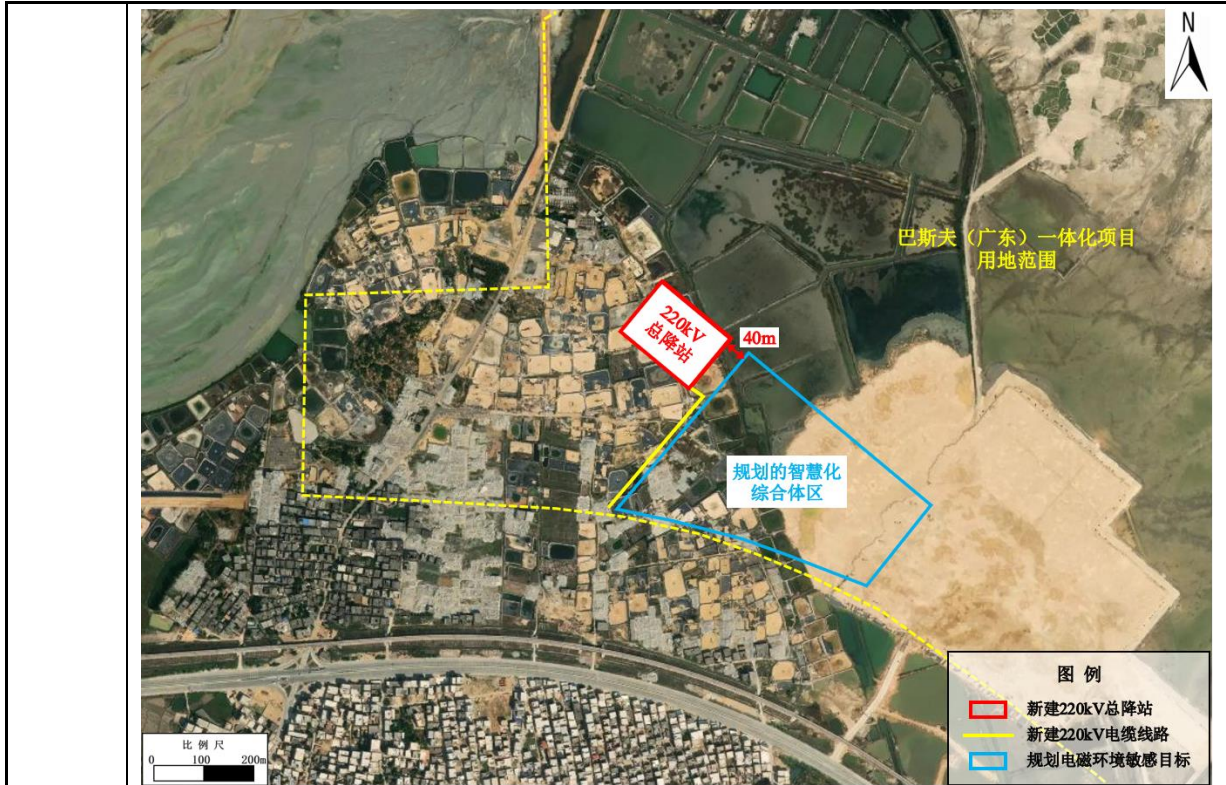 N
巴斯夫（广东）一体化项目
用地范围
220kV
总降站
40m
规划的智慧化
综合体区
图 例
新建220kV总降站
新建220kV电缆线路
规划电磁环境敏感目标
比 例 尺
0 100 200m